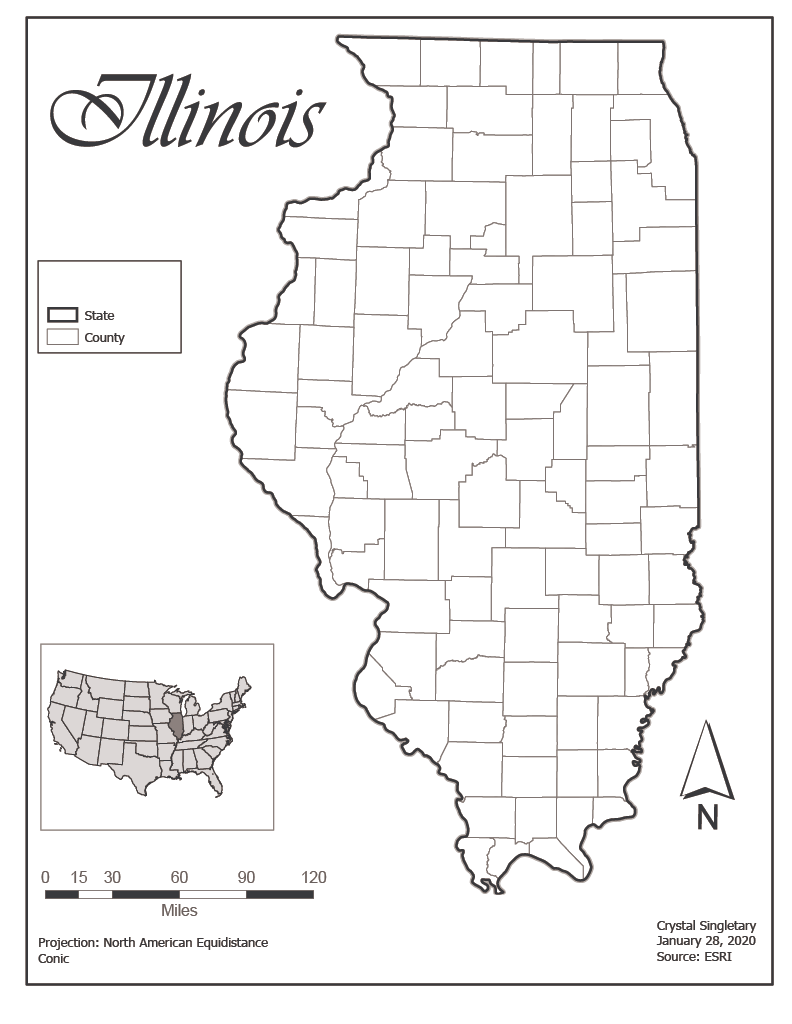 Illinois
State
County
0 15 30 60 90 120
Miles
Projection: North American Equidistance
Conic
N
Crystal Singletary
January 28, 2020
Source: ESRI